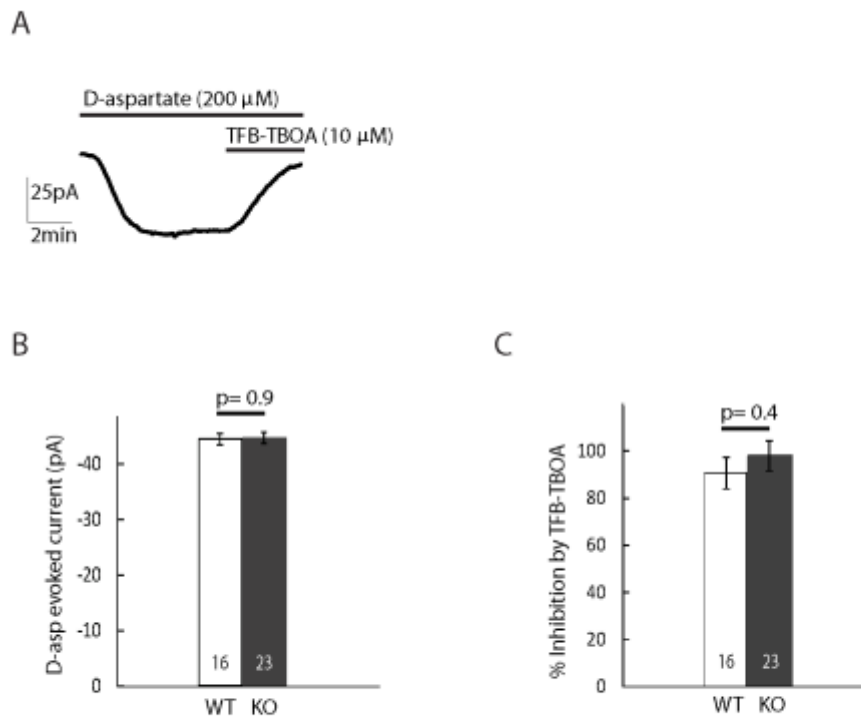 A
D-aspartate (200 µM)
TFB-TBOA (10 µM)
25pA
2min
B
p= 0.9
D-asp evoked current (pA)
-40
-30
-20
-10
0
16
23
WT KO
C
p= 0.4
% Inhibition by TFB-TBOA
100
80
60
40
20
0
16
23
WT KO